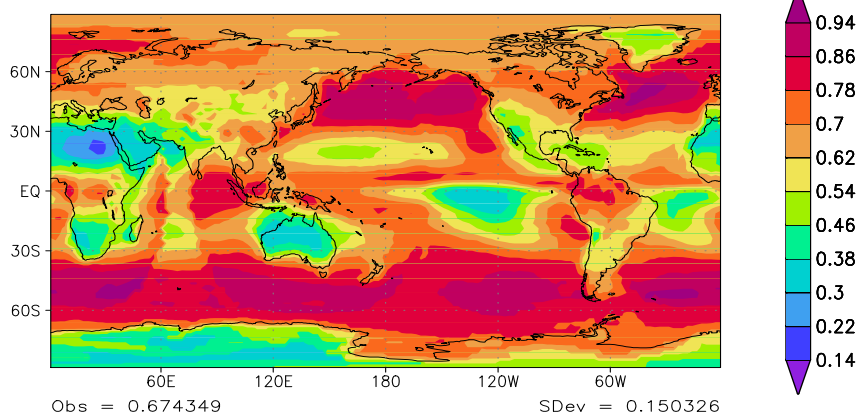 0.94
0.86
0.78
0.7
0.62
0.54
0.46
0.38
0.3
0.22
0.14
60N
30N
EQ
30S
60S
60E 120E 180 120W 60W
Obs = 0.674349 SDev = 0.150326